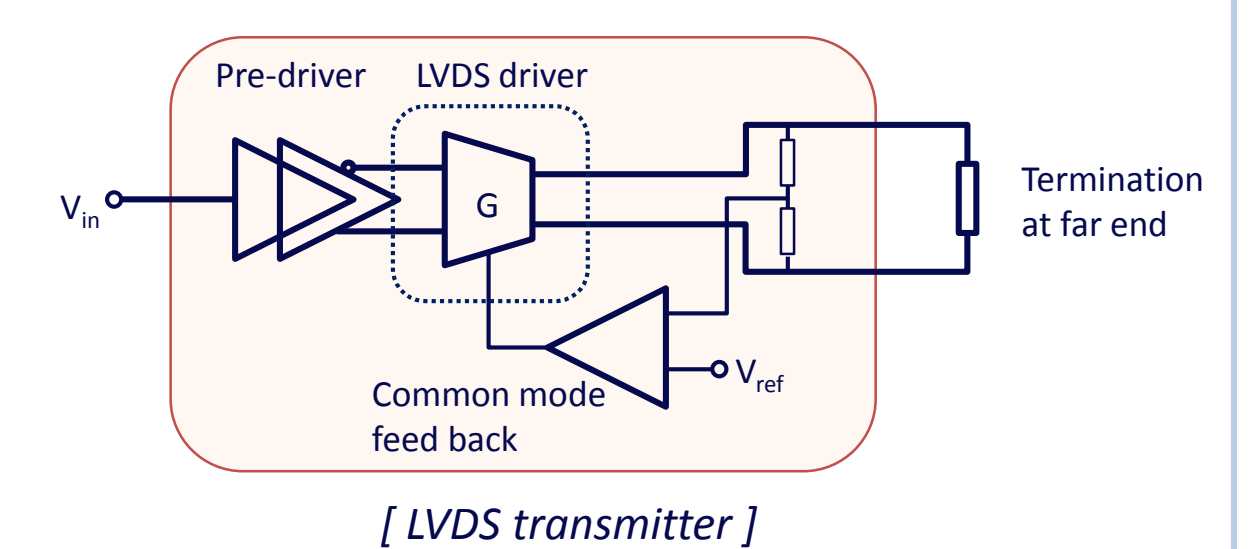 Pre-driver
LVDS driver
V_in
G
Termination
at far end
V_ref
Common mode
feed back
[ LVDS transmitter ]